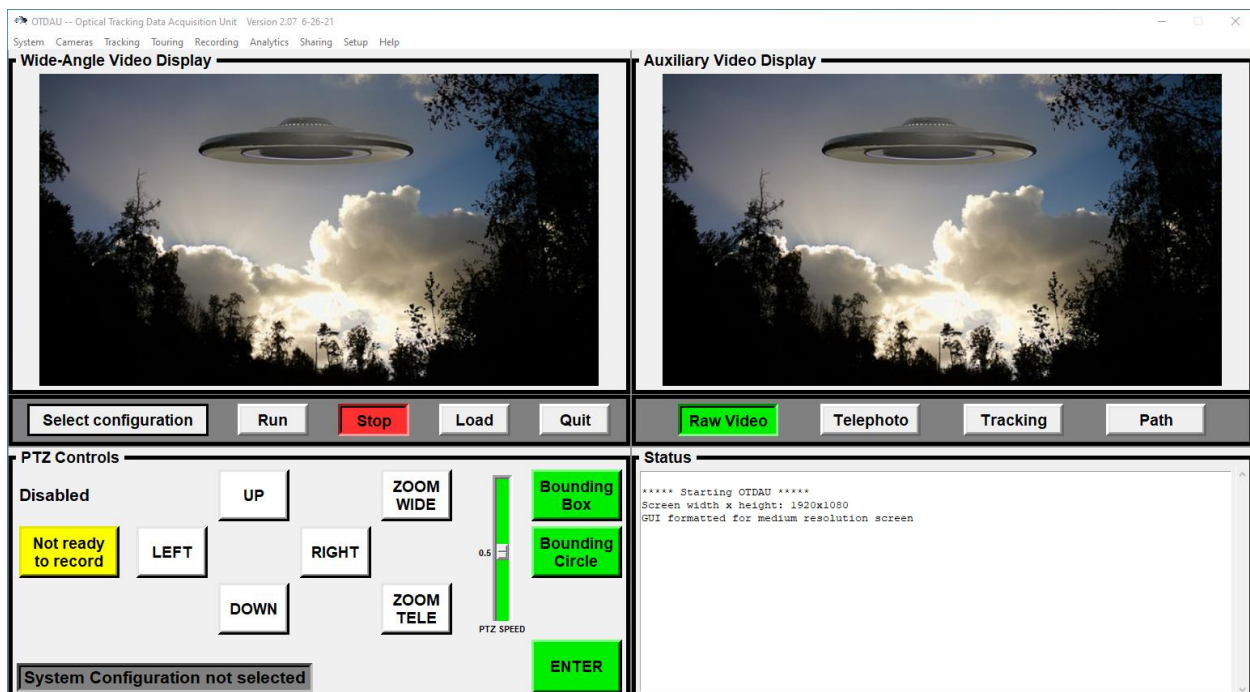 OTDAU -- Optical Tracking Data Acquisition Unit Version 2.07 6-26-21
System Cameras Tracking Touring Recording Analytics Sharing Setup Help
Wide-Angle Video Display
Auxiliary Video Display
Select configuration Run Stop Load Quit
Raw Video Telephoto Tracking Path
PTZ Controls
Disabled
UP
ZOOM
WIDE
Bounding
Box
Not ready
to record
LEFT
RIGHT
0.5
Bounding
Circle
DOWN
ZOOM
TELE
PTZ SPEED
ENTER
System Configuration not selected
Status
***** Starting OTDAU *****
Screen width x height: 1920x1080
GUI formatted for medium resolution screen